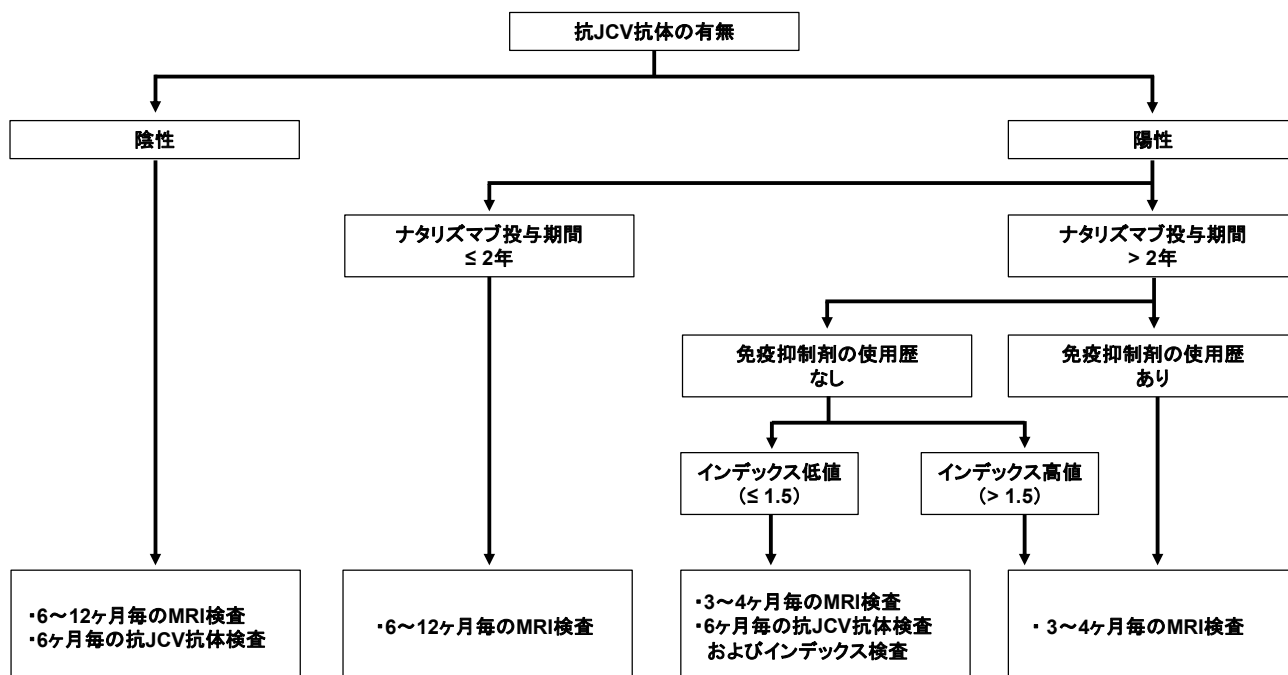 抗JCV抗体の有無
陰性
陽性
ナタリズマブ投与期間
≤ 2年
ナタリズマブ投与期間
> 2年
免疫抑制剤の使用歴
なし
免疫抑制剤の使用歴
あり
インデックス低値
(≤ 1.5)
インデックス高値
(> 1.5)
・6～12ヶ月毎のMRI検査
・6ヶ月毎の抗JCV抗体検査
・6～12ヶ月毎のMRI検査
・3～4ヶ月毎のMRI検査
・6ヶ月毎の抗JCV抗体検査
およびインデックス検査
・ 3～4ヶ月毎のMRI検査